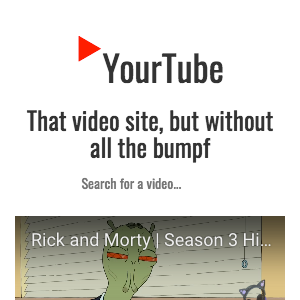 YourTube
That video site, but without
all the bumpf
Search for a video...
Rick and Morty | Season 3 Hi...